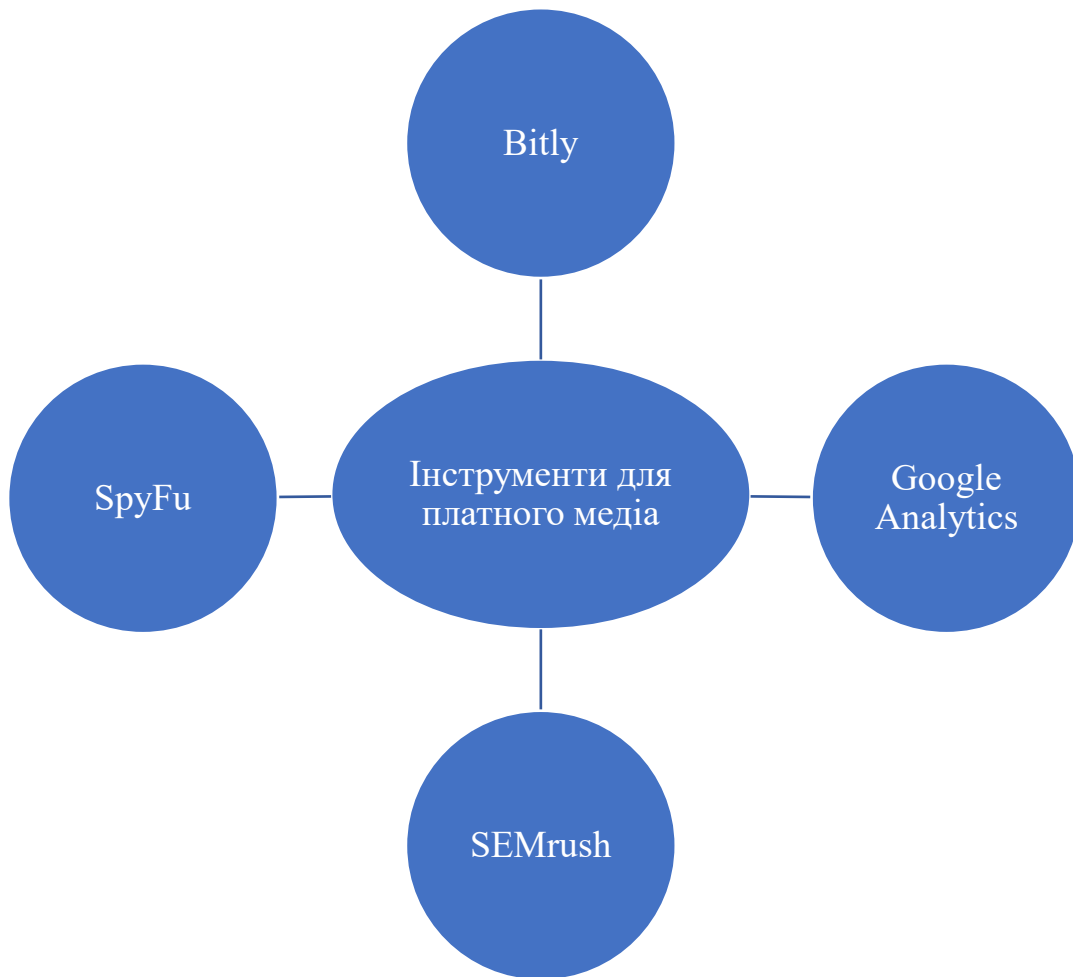 Bitly
SpyFu
Інструменти для
платного медіа
Google
Analytics
SEMrush